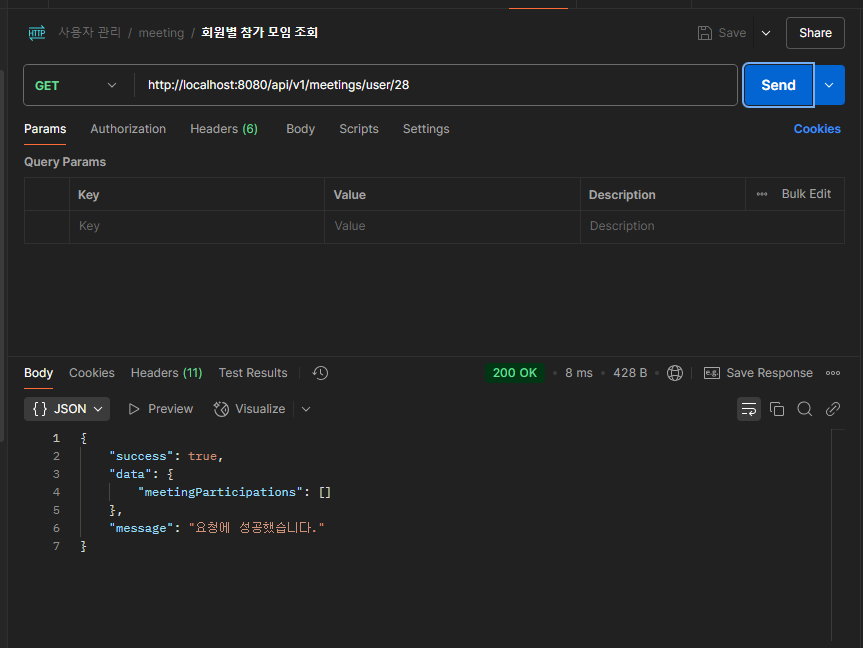 HTTP 사용자 관리 / meeting / 회원별 참가 모임 조회 Save Share
GET http://localhost:8080/api/v1/meetings/user/28 Send
Params Authorization Headers (6) Body Scripts Settings Cookies
Query Params
Key Value Description Bulk Edit
Key Value Description
Body Cookies Headers (11) Test Results 200 OK 8 ms 428 B e.g. Save Response
{} JSON Preview Visualize
1 {
2 "success": true,
3 "data": {
4 "meetingParticipations": []
5 },
6 "message": "요청에 성공했습니다."
7 }